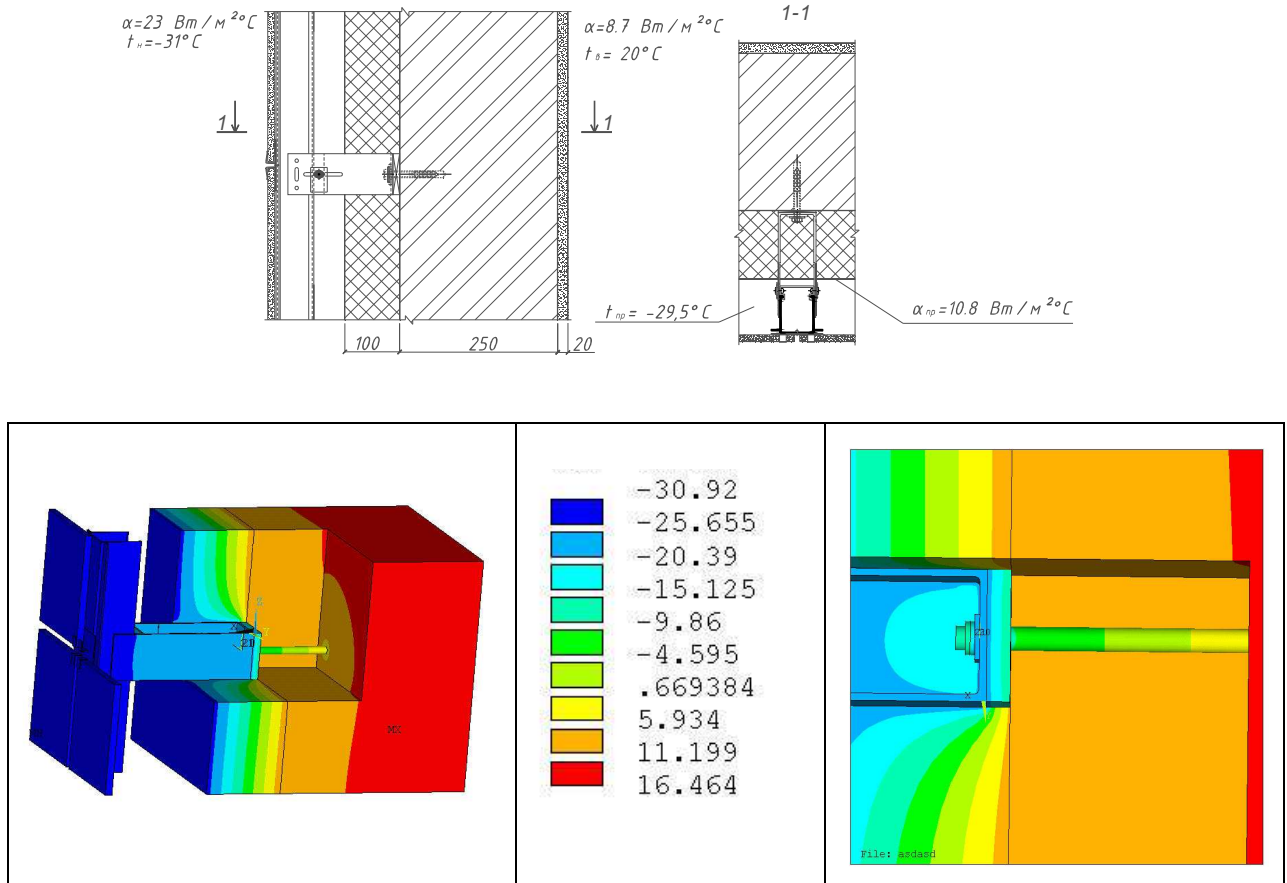 α=23 Вт/м²°С
tн=-31°С
α=8.7 Вт/м²°С
tв= 20°С
1-1
1
1
100
250
20
tпр= -29,5°С
αпр=10.8 Вт/м²°С
-30.92
-25.655
-20.39
-15.125
-9.86
-4.595
.669384
5.934
11.199
16.464
MX
File: asdasd